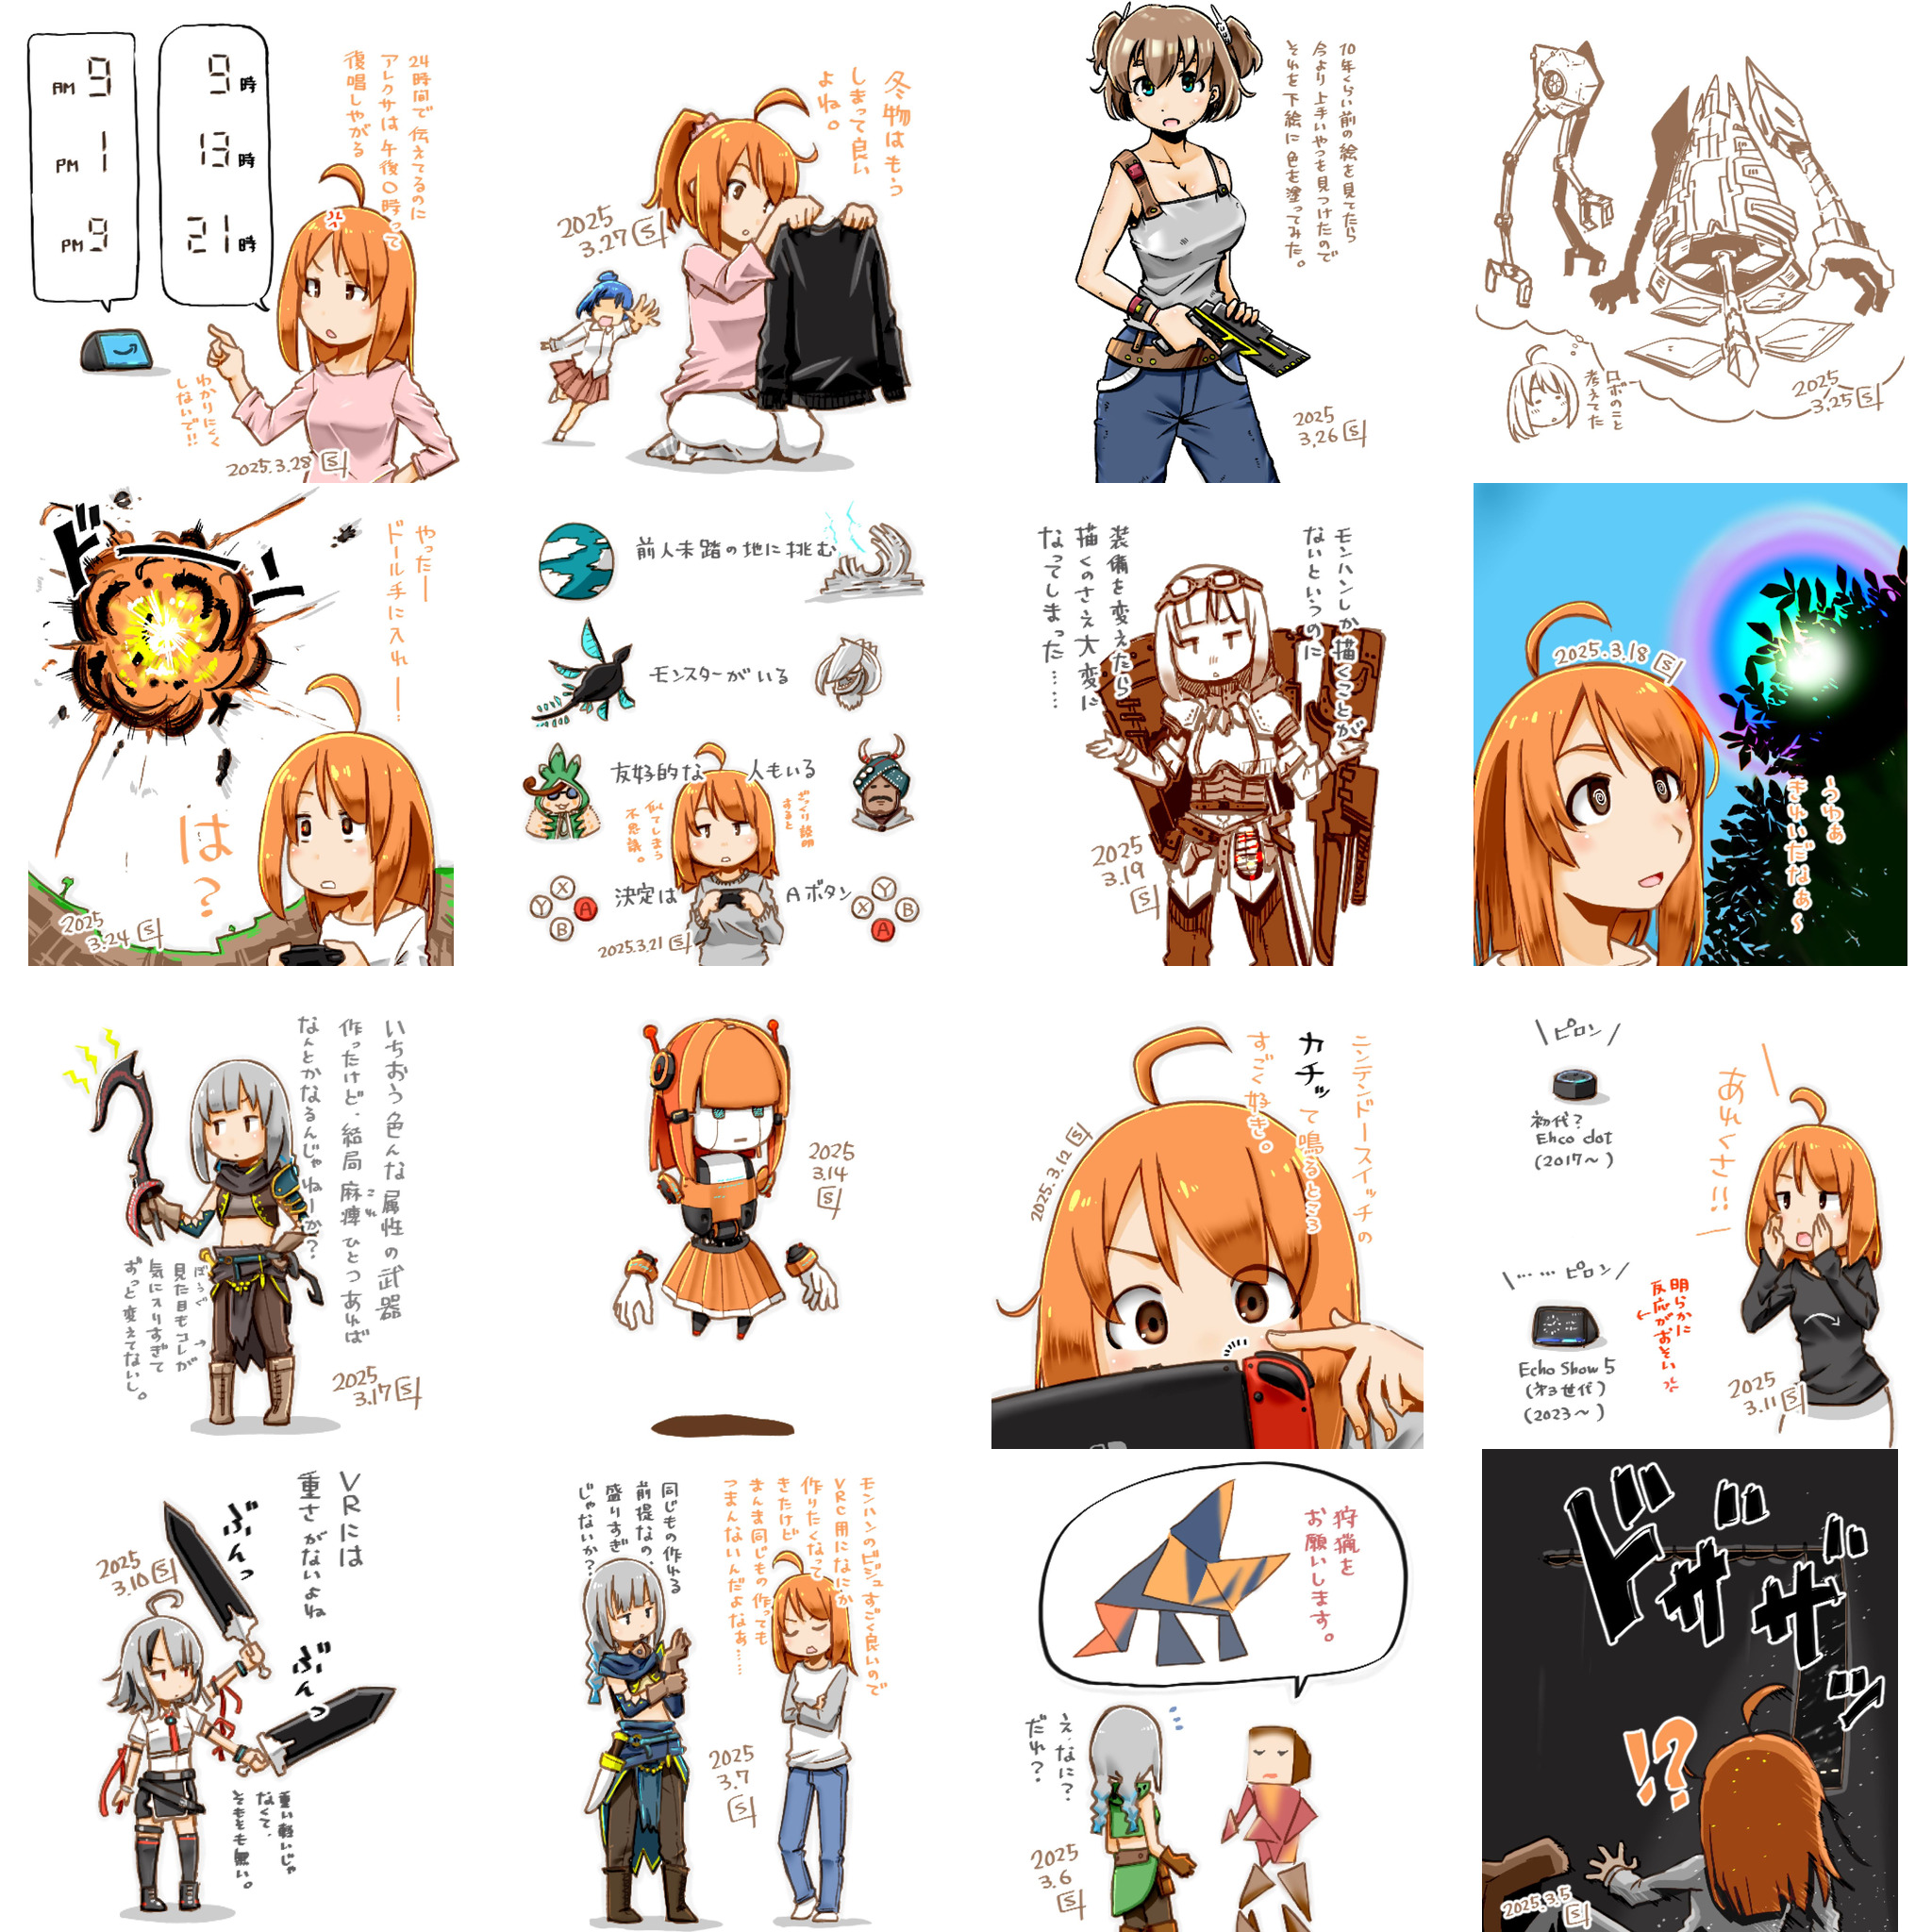 AM 9
PM 1
PM 9
9時
13時
21時
24時間で伝えてるのに
アレクサは午後〇時って
復唱しやがる
わかりにくく
しないで!!
2025.3.28
冬物はもう
しまって良い
よね。
2025
3.27
10年くらい前の絵を見てたら
今より上手いやつを見つけたので
それを下絵に色を塗ってみた。
2025
3.26
ロボのこと
考えてた
2025
3.25
ドーン
やったー
ドール手に入れー
は?
2025
3.24
前人未踏の地に挑む
モンスターがいる
友好的な人もいる
ざっくり説明
すると
似てしまう
不思議。
決定はAボタン
X
Y
A
B
Y
X
B
A
2025.3.21
モンハンしか描くことが
ないというのに
装備を変えたら
描くのさえ大変に
なってしまった……
2025
3.19
2025.3.18
うわぁ
きれいだなぁ〜
いちおう色んな属性の武器
作ったけど、結局麻痺ひとつあれば
これ
なんとかなるんじゃねーか?
ぼうぐ
見た目もコレが
気に入りすぎて
ずっと変えてないし。
2025
3.17
2025
3.14
ニンテンドースイッチの
カチッて鳴るところ
すごく好き。
2025.3.12
ピロン
初代?
Ehco dot
(2017〜)
あれくさ!!
……ピロン
明らかに
反応がおそい
Echo Show 5
(第3世代)
(2023〜)
2025
3.11
VRには
重さがないよね
ぶんっ
ぶんっ
2025
3.10
重い軽いじゃ
なくて、
そもそも無い。
モンハンのビジュすごく良いので
VRC用になにか
作りたくなって
きたけど
まんま同じもの作っても
つまんないんだよなぁ……
同じもの作れる
前提なの、
盛りすぎ
じゃないか?
2025
3.7
狩猟を
お願いします。
え、なに?
だれ?
2025
3.6
ドザザザッ
!?
2025.3.5